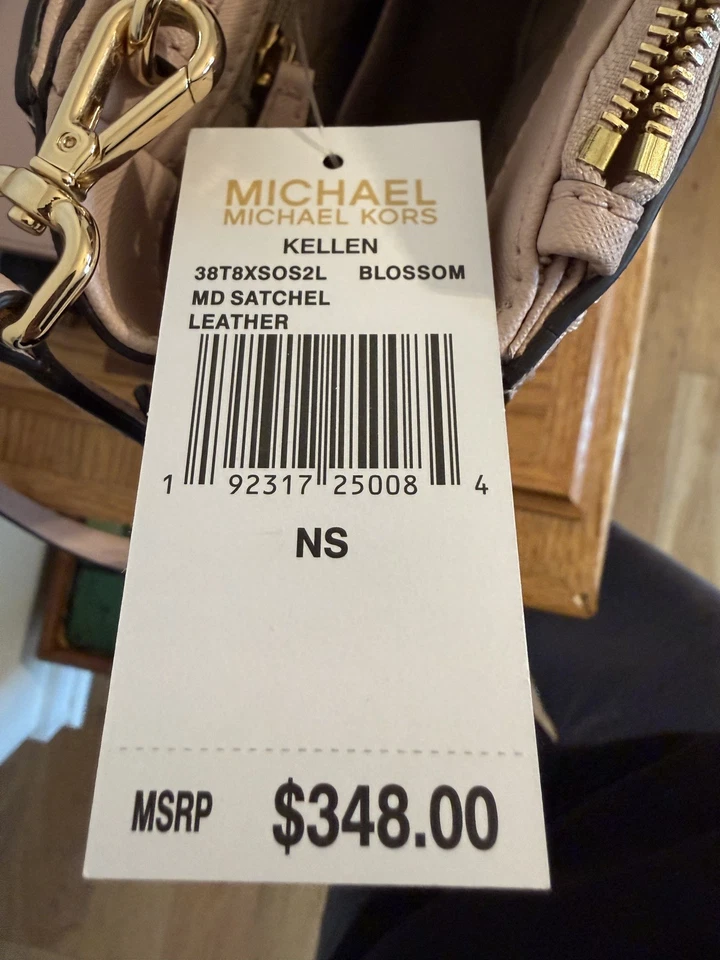 MICHAEL
MICHAEL KORS
KELLEN
38T8XSOS2L BLOSSOM
MD SATCHEL
LEATHER
1 92317 25008 4
NS
MSRP $348.00